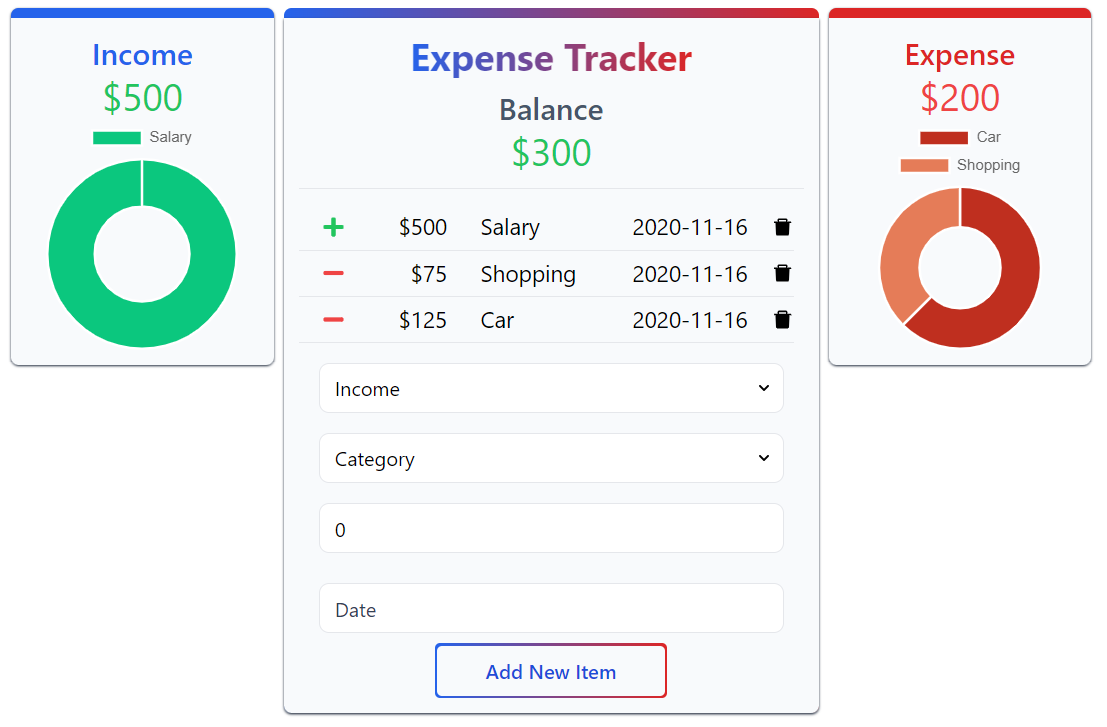 Income
$500
Salary
Expense Tracker
Balance
$300
$500 Salary 2020-11-16
$75 Shopping 2020-11-16
$125 Car 2020-11-16
Income
Category
0
Date
Add New Item
Expense
$200
Car
Shopping